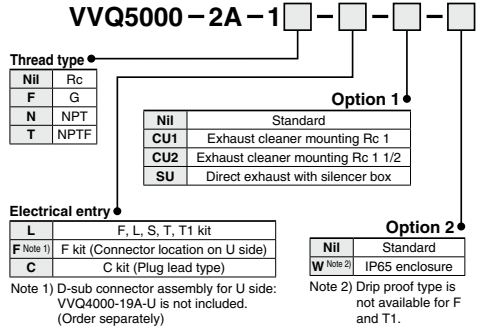 VVQ5000 – 2A – 1 – – –
Thread type
Nil Rc
F G
N NPT
T NPTF
Option 1
Nil Standard
CU1 Exhaust cleaner mounting Rc 1
CU2 Exhaust cleaner mounting Rc 1 1/2
SU Direct exhaust with silencer box
Electrical entry
L F, L, S, T, T1 kit
F Note 1) F kit (Connector location on U side)
C C kit (Plug lead type)
Note 1) D-sub connector assembly for U side:
VVQ4000-19A-U is not included.
(Order separately)
Option 2
Nil Standard
W Note 2) IP65 enclosure
Note 2) Drip proof type is
not available for F
and T1.